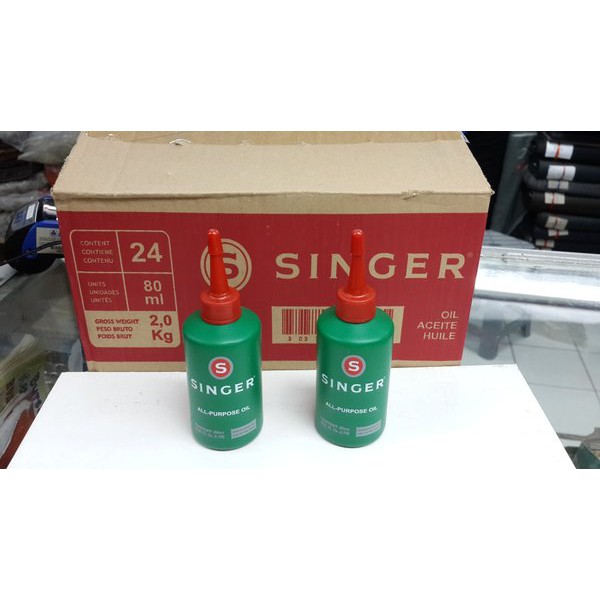 CONTENT
CONTIENE
CONTENU
24
UNITS
UNIDADES
UNITÉS
80
ml
GROSS WEIGHT
PESO BRUTO
POIDS BRUT
2,0
Kg
S SINGER®
OIL
ACEITE
HUILE
S
SINGER®
ALL-PURPOSE OIL
S
SINGER®
ALL-PURPOSE OIL